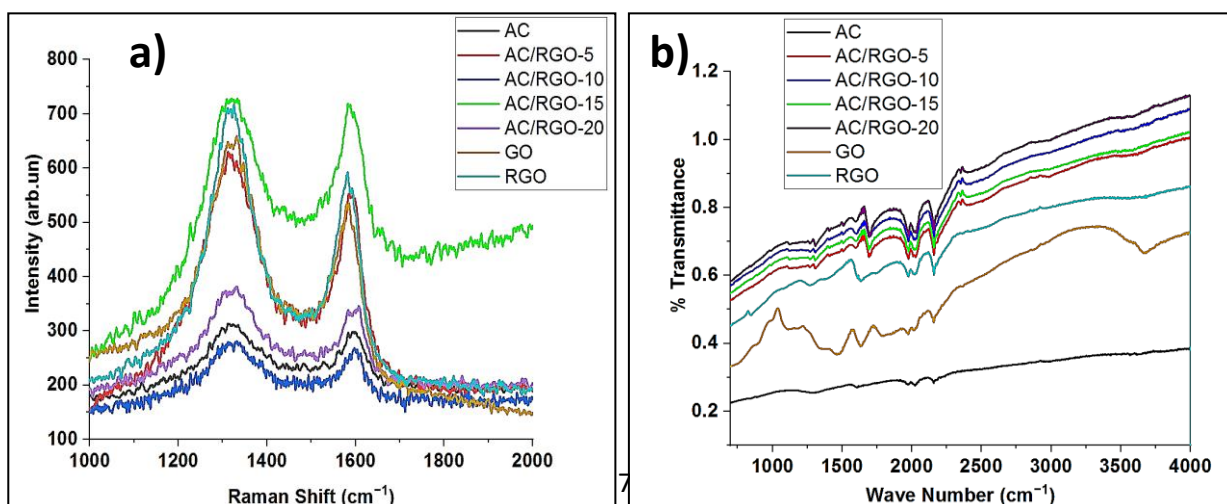 a)
AC
AC/RGO-5
AC/RGO-10
AC/RGO-15
AC/RGO-20
GO
RGO
Intensity (arb.un)
800
700
600
500
400
300
200
100
1000 1200 1400 1600 1800 2000
Raman Shift (cm⁻¹)
7
b)
AC
AC/RGO-5
AC/RGO-10
AC/RGO-15
AC/RGO-20
GO
RGO
% Transmittance
1.2
1.0
0.8
0.6
0.4
0.2
1000 1500 2000 2500 3000 3500 4000
Wave Number (cm⁻¹)